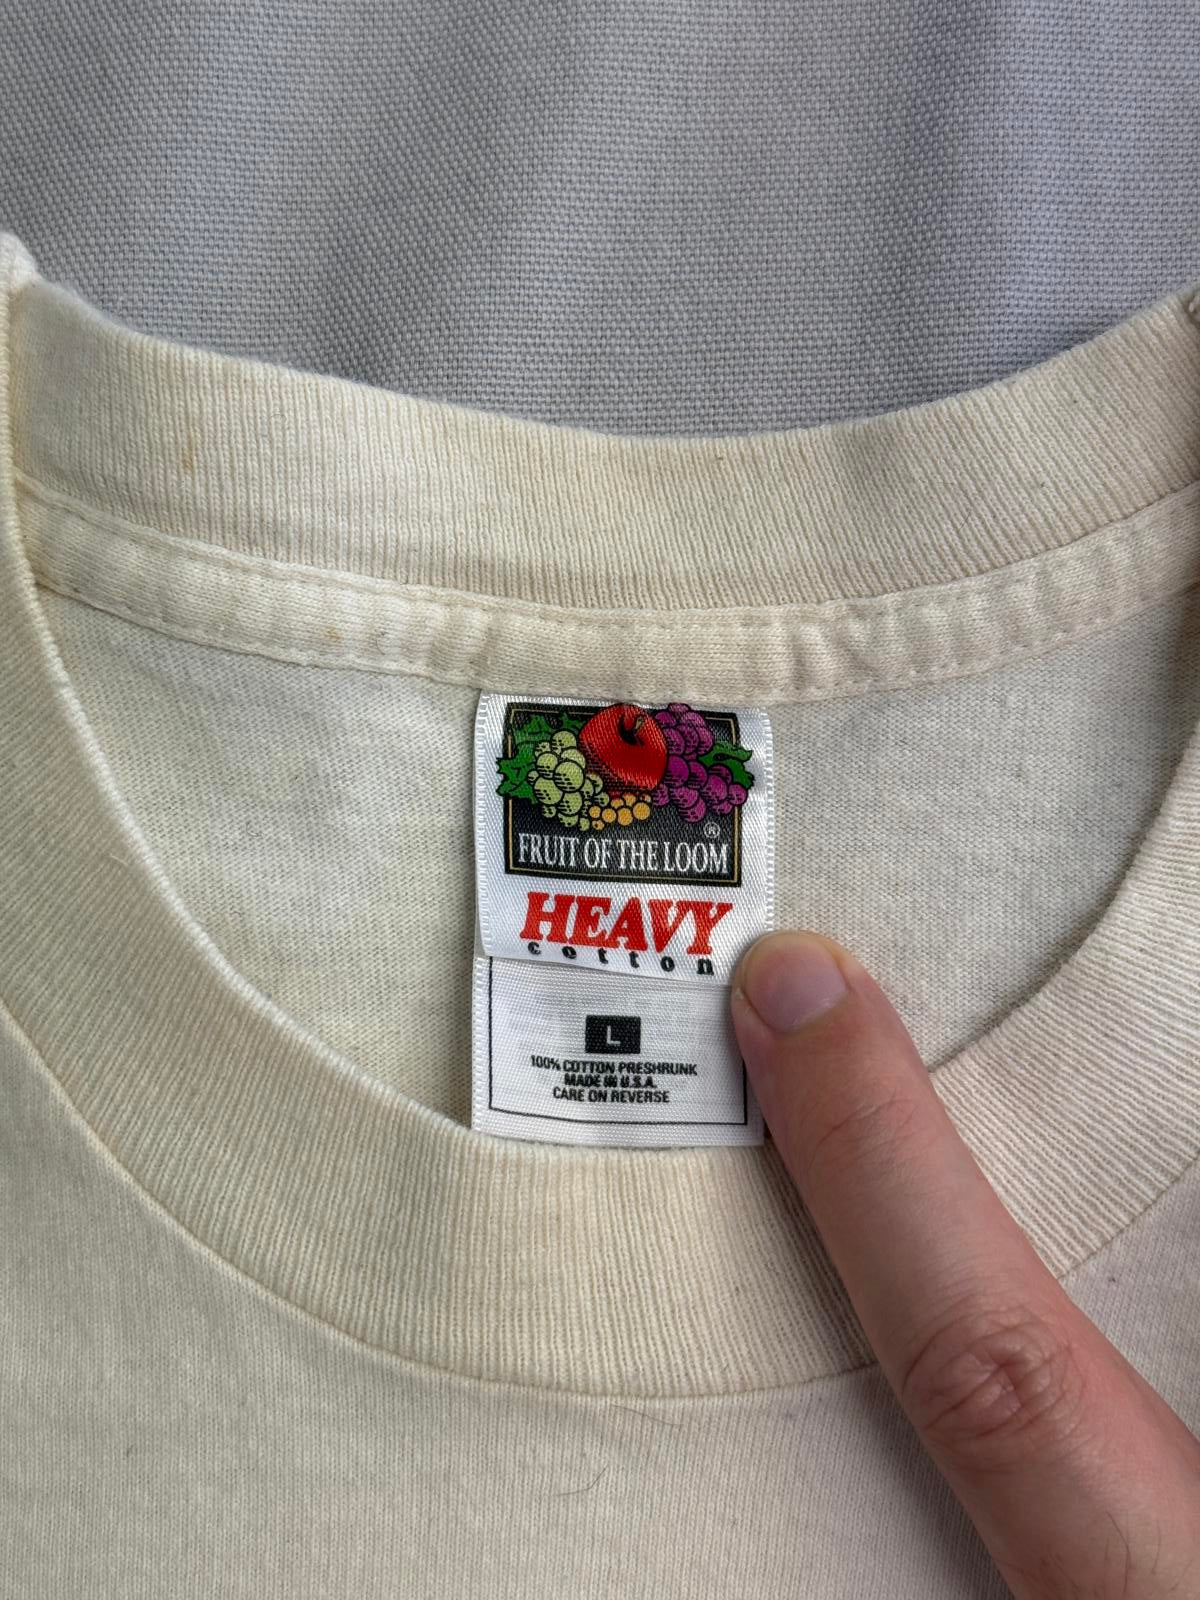 ®
FRUIT OF THE LOOM
HEAVY
cotton
L
100% COTTON PRESHRUNK
MADE IN U.S.A.
CARE ON REVERSE